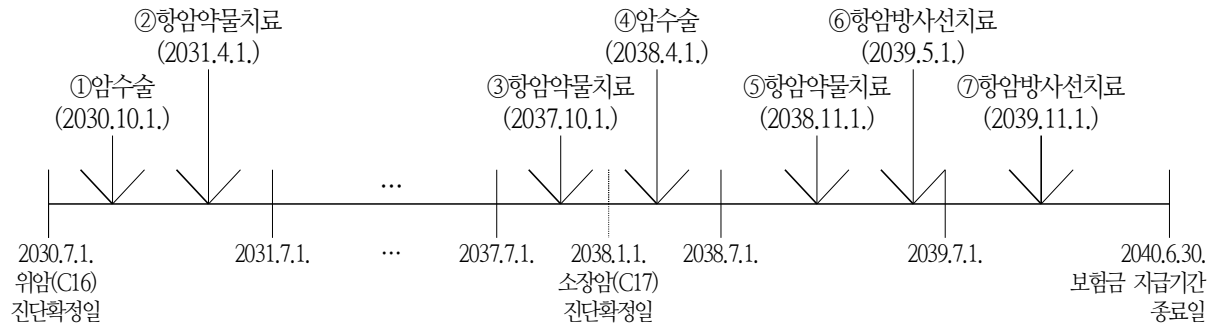 ②항암약물치료
(2031.4.1.)
④암수술
(2038.4.1.)
⑥항암방사선치료
(2039.5.1.)
①암수술
(2030.10.1.)
③항암약물치료
(2037.10.1.)
⑤항암약물치료
(2038.11.1.)
⑦항암방사선치료
(2039.11.1.)
…
2030.7.1.
위암(C16)
진단확정일
2031.7.1.
…
2037.7.1.
2038.1.1.
소장암(C17)
진단확정일
2038.7.1.
2039.7.1.
2040.6.30.
보험금 지급기간
종료일